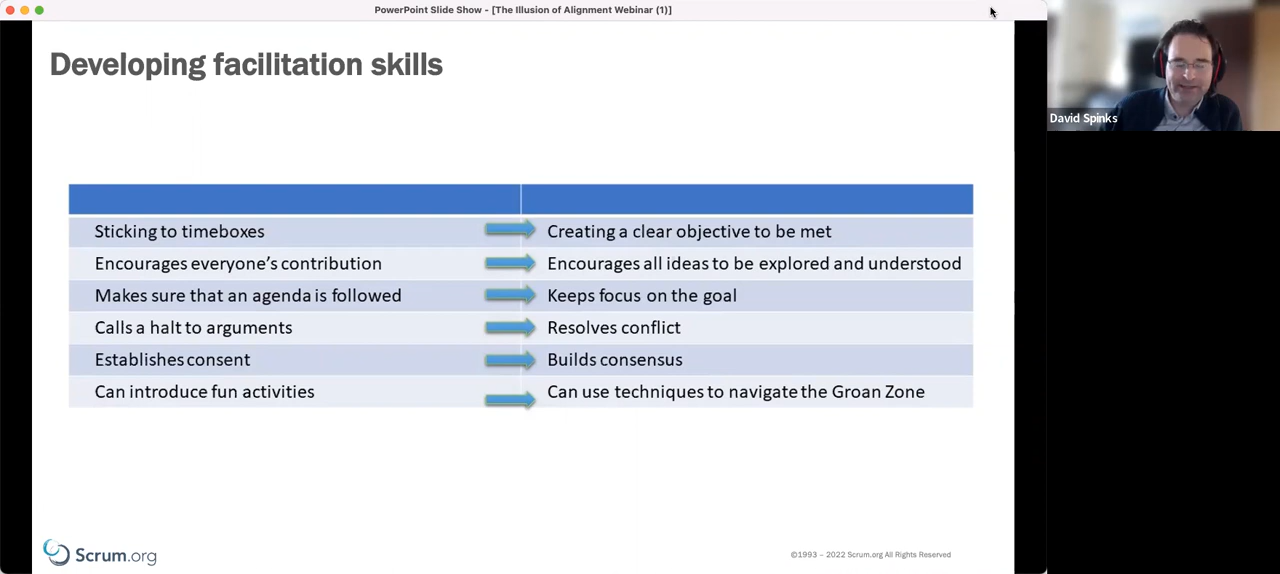 PowerPoint Slide Show - [The Illusion of Alignment Webinar (1)]
Developing facilitation skills
David Spinks
Sticking to timeboxes Creating a clear objective to be met
Encourages everyone’s contribution Encourages all ideas to be explored and understood
Makes sure that an agenda is followed Keeps focus on the goal
Calls a halt to arguments Resolves conflict
Establishes consent Builds consensus
Can introduce fun activities Can use techniques to navigate the Groan Zone
Scrum.org
©1993 – 2022 Scrum.org All Rights Reserved